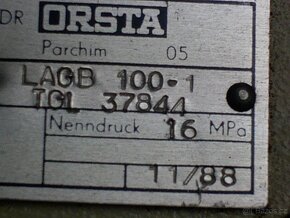 DR ORSTA
Parchim 05
LAGB 100-1
TGL 37844
Nenndruck 16 MPa
11/88